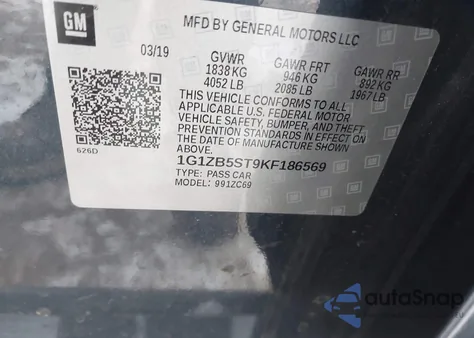 GM
MFD BY GENERAL MOTORS LLC
03/19
GVWR GAWR FRT GAWR RR
1838 KG 946 KG 892 KG
4052 LB 2085 LB 1967 LB
THIS VEHICLE CONFORMS TO ALL
APPLICABLE U.S. FEDERAL MOTOR
VEHICLE SAFETY, BUMPER, AND
THEFT PREVENTION STANDARDS
IN EFFECT ON THE DATE OF
MANUFACTURE SHOWN ABOVE.
626D
1G1ZB5ST9KF186569
TYPE: PASS CAR
MODEL: 991ZC69
autoSnap